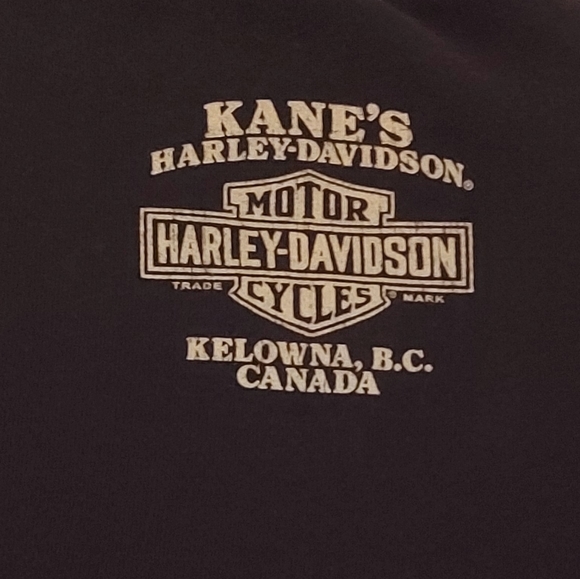 KANE'S
HARLEY-DAVIDSON®
MOTOR
HARLEY-DAVIDSON
TRADE CYCLES ® MARK
KELOWNA, B.C.
CANADA